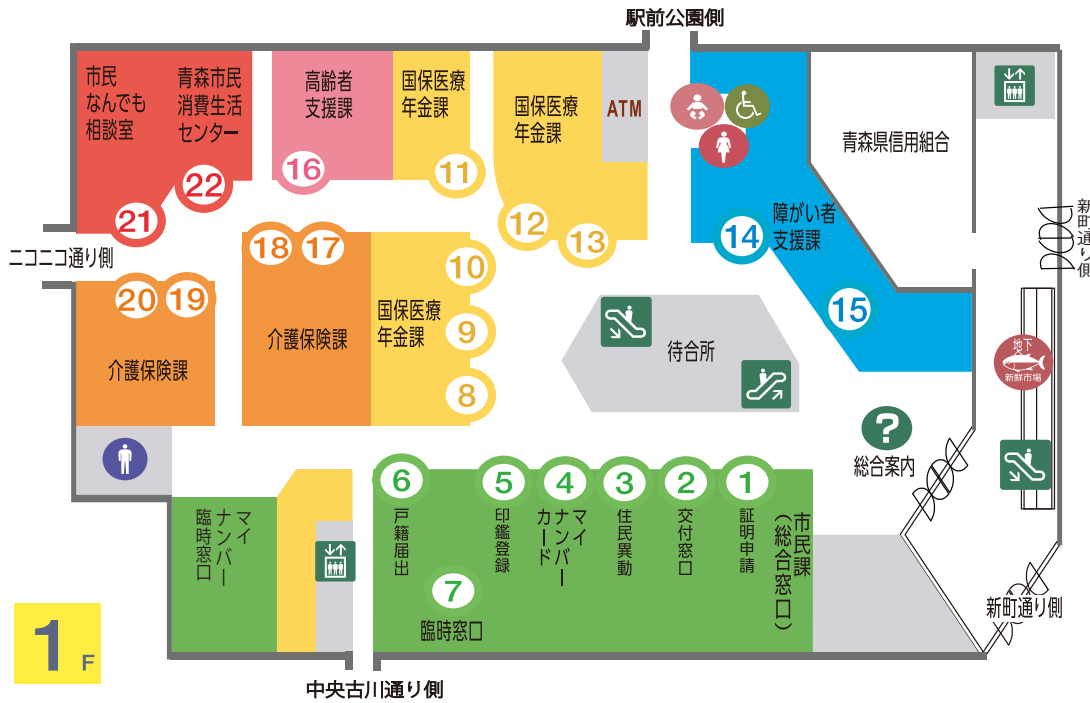 駅前公園側
市民
なんでも
相談室
青森市民
消費生活
センター
高齢者
支援課
国保医療
年金課
国保医療
年金課
ATM
青森県信用組合
22
16
11
21
12
13
14
障がい者
支援課
新町通り側
ニコニコ通り側
18
17
10
20
19
国保医療
年金課
9
8
介護保険課
介護保険課
15
待合所
地下
新鮮市場
?
総合案内
6
戸籍届出
5
印鑑登録
4
マイ
ナンバー
カード
3
住民異動
2
交付窓口
1
証明申請
市民課
(総合窓口)
7
臨時窓口
マイ
ナンバー
臨時窓口
新町通り側
1F
中央古川通り側